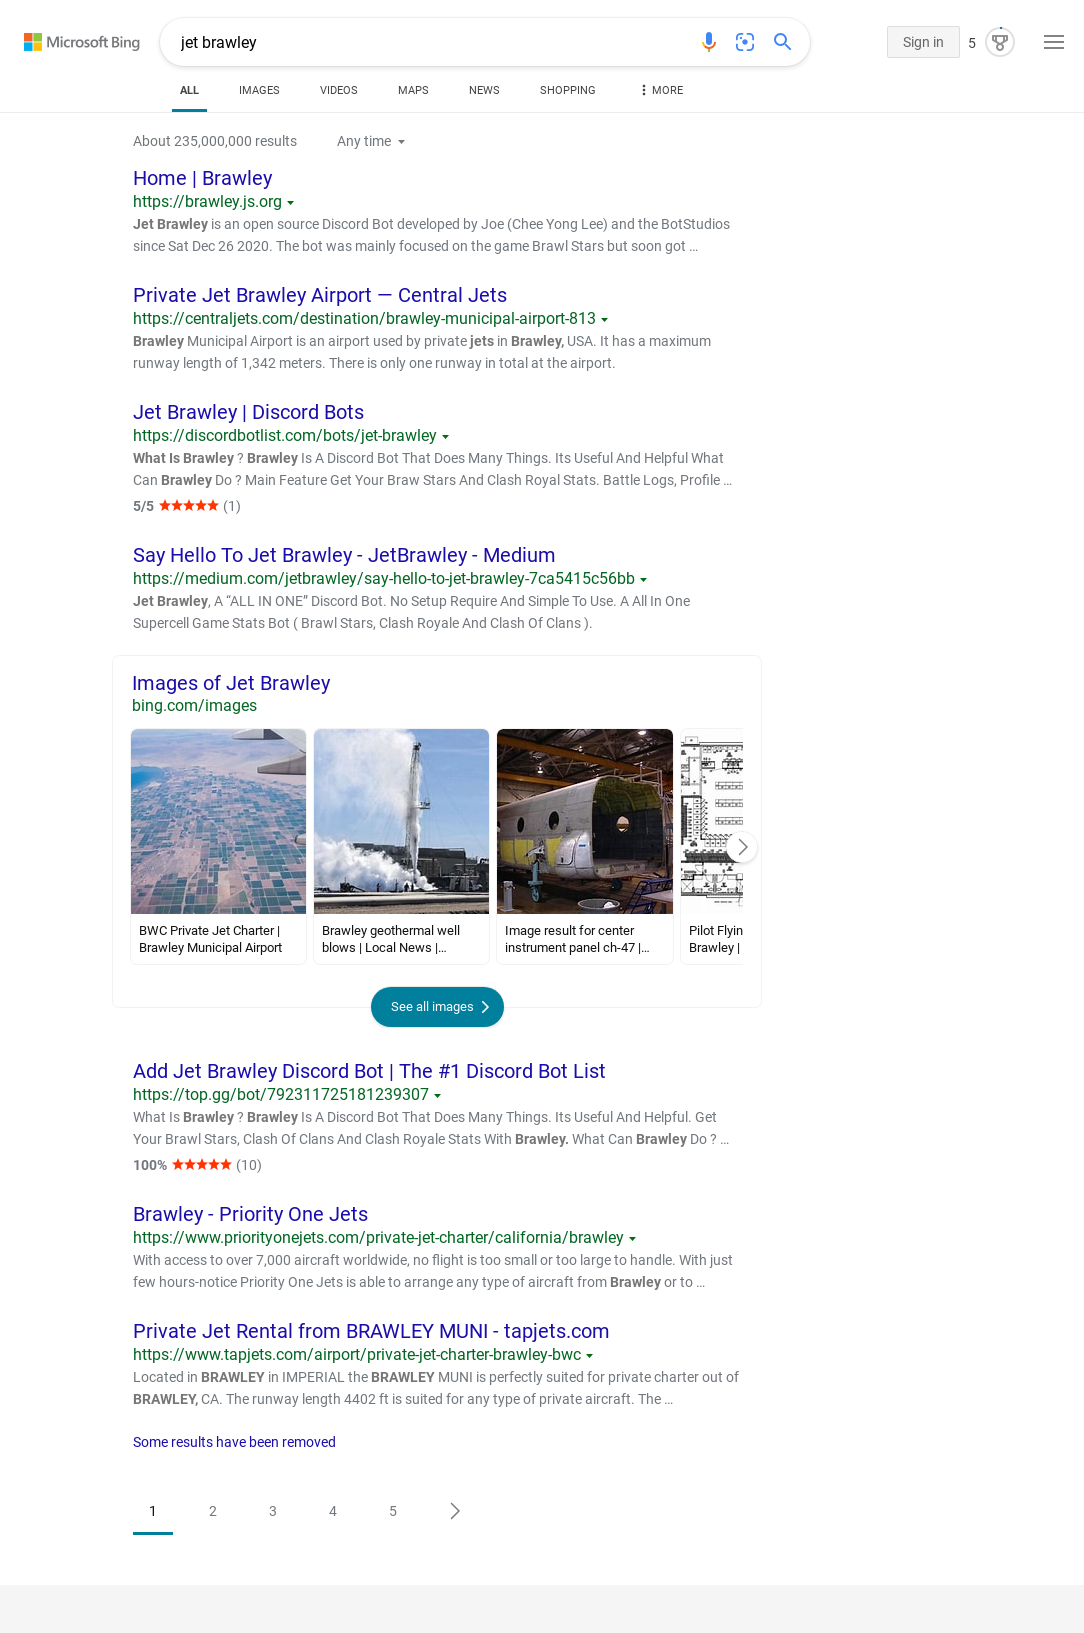 Microsoft Bing
jet brawley
Sign in
5
ALL
IMAGES
VIDEOS
MAPS
NEWS
SHOPPING
MORE
About 235,000,000 results
Any time
Home | Brawley
https://brawley.js.org
Jet Brawley is an open source Discord Bot developed by Joe (Chee Yong Lee) and the BotStudios
since Sat Dec 26 2020. The bot was mainly focused on the game Brawl Stars but soon got …
Private Jet Brawley Airport — Central Jets
https://centraljets.com/destination/brawley-municipal-airport-813
Brawley Municipal Airport is an airport used by private jets in Brawley, USA. It has a maximum
runway length of 1,342 meters. There is only one runway in total at the airport.
Jet Brawley | Discord Bots
https://discordbotlist.com/bots/jet-brawley
What Is Brawley ? Brawley Is A Discord Bot That Does Many Things. Its Useful And Helpful What
Can Brawley Do ? Main Feature Get Your Braw Stars And Clash Royal Stats. Battle Logs, Profile …
5/5 (1)
Say Hello To Jet Brawley - JetBrawley - Medium
https://medium.com/jetbrawley/say-hello-to-jet-brawley-7ca5415c56bb
Jet Brawley, A “ALL IN ONE” Discord Bot. No Setup Require And Simple To Use. A All In One
Supercell Game Stats Bot ( Brawl Stars, Clash Royale And Clash Of Clans ).
Images of Jet Brawley
bing.com/images
BWC Private Jet Charter |
Brawley Municipal Airport
Brawley geothermal well
blows | Local News |…
Image result for center
instrument panel ch-47 |…
Pilot Flyin
Brawley |
See all images
Add Jet Brawley Discord Bot | The #1 Discord Bot List
https://top.gg/bot/792311725181239307
What Is Brawley ? Brawley Is A Discord Bot That Does Many Things. Its Useful And Helpful. Get
Your Brawl Stars, Clash Of Clans And Clash Royale Stats With Brawley. What Can Brawley Do ? …
100% (10)
Brawley - Priority One Jets
https://www.priorityonejets.com/private-jet-charter/california/brawley
With access to over 7,000 aircraft worldwide, no flight is too small or too large to handle. With just
few hours-notice Priority One Jets is able to arrange any type of aircraft from Brawley or to …
Private Jet Rental from BRAWLEY MUNI - tapjets.com
https://www.tapjets.com/airport/private-jet-charter-brawley-bwc
Located in BRAWLEY in IMPERIAL the BRAWLEY MUNI is perfectly suited for private charter out of
BRAWLEY, CA. The runway length 4402 ft is suited for any type of private aircraft. The …
Some results have been removed
1
2
3
4
5